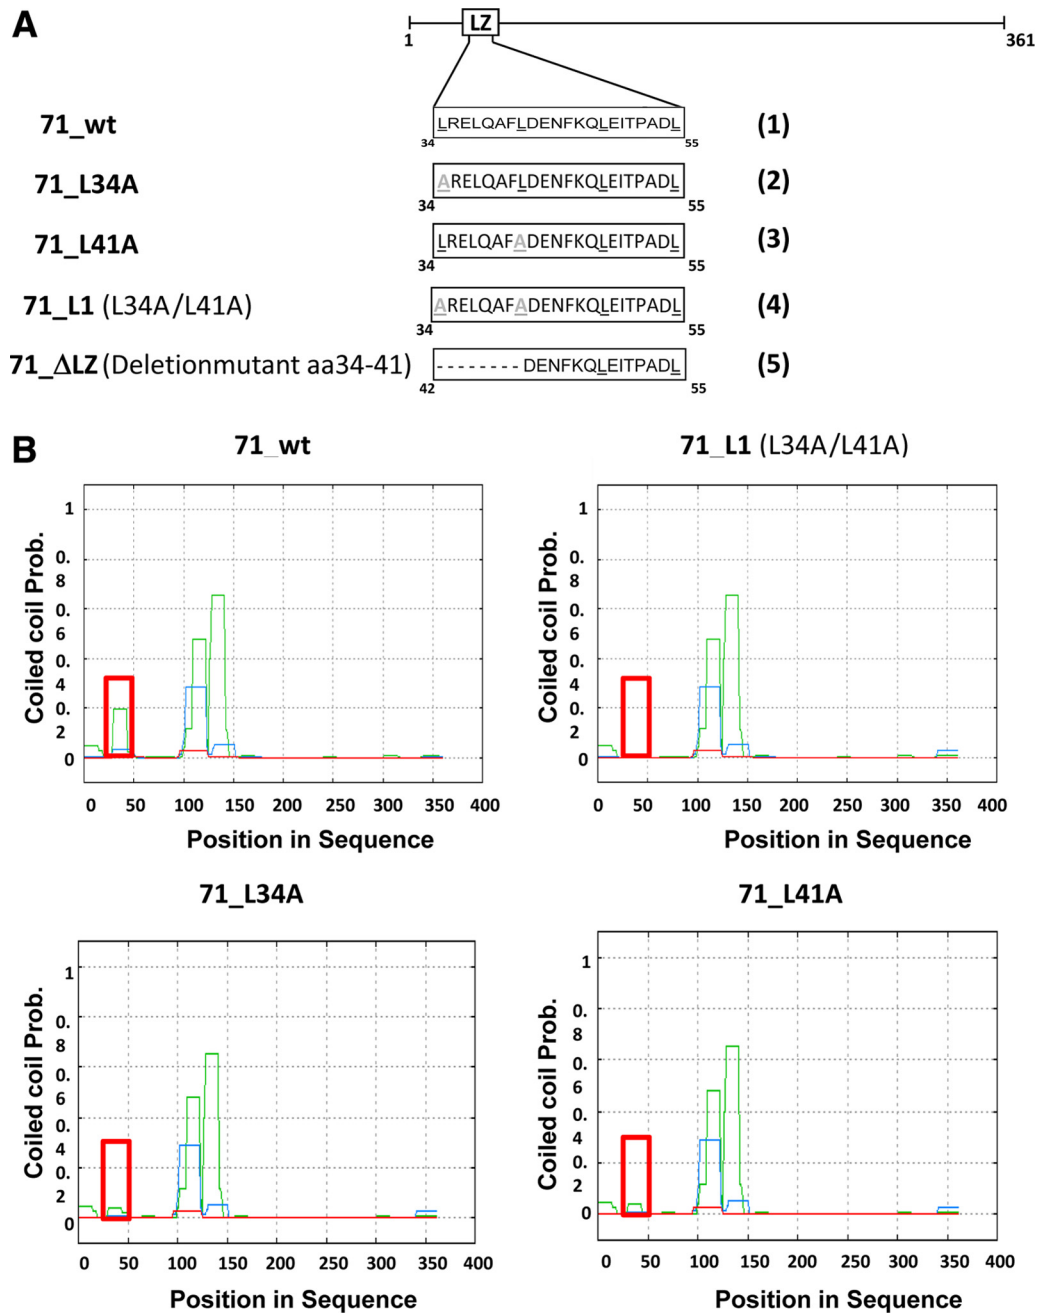 A
LZ
1 361
71_wt LRELQAFLDENFKQLEITPADL (1)
34 55
71_L34A ARELQAFLDENFKQLEITPADL (2)
34 55
71_L41A LRELQAFADENFKQLEITPADL (3)
34 55
71_L1 (L34A/L41A) ARELQAFADENFKQLEITPADL (4)
34 55
71_ΔLZ (Deletionmutant aa34-41) --------DENFKQLEITPADL (5)
42 55
B
71_wt
Coiled coil Prob.
1
0.
8
0.
6
0.
4
0.
2
0
0 50 100 150 200 250 300 350 400
Position in Sequence
71_L1 (L34A/L41A)
Coiled coil Prob.
1
0.
8
0.
6
0.
4
0.
2
0
0 50 100 150 200 250 300 350 400
Position in Sequence
71_L34A
Coiled coil Prob.
1
0.
8
0.
6
0.
4
0.
2
0
0 50 100 150 200 250 300 350 400
Position in Sequence
71_L41A
Coiled coil Prob.
1
0.
8
0.
6
0.
4
0.
2
0
0 50 100 150 200 250 300 350 400
Position in Sequence